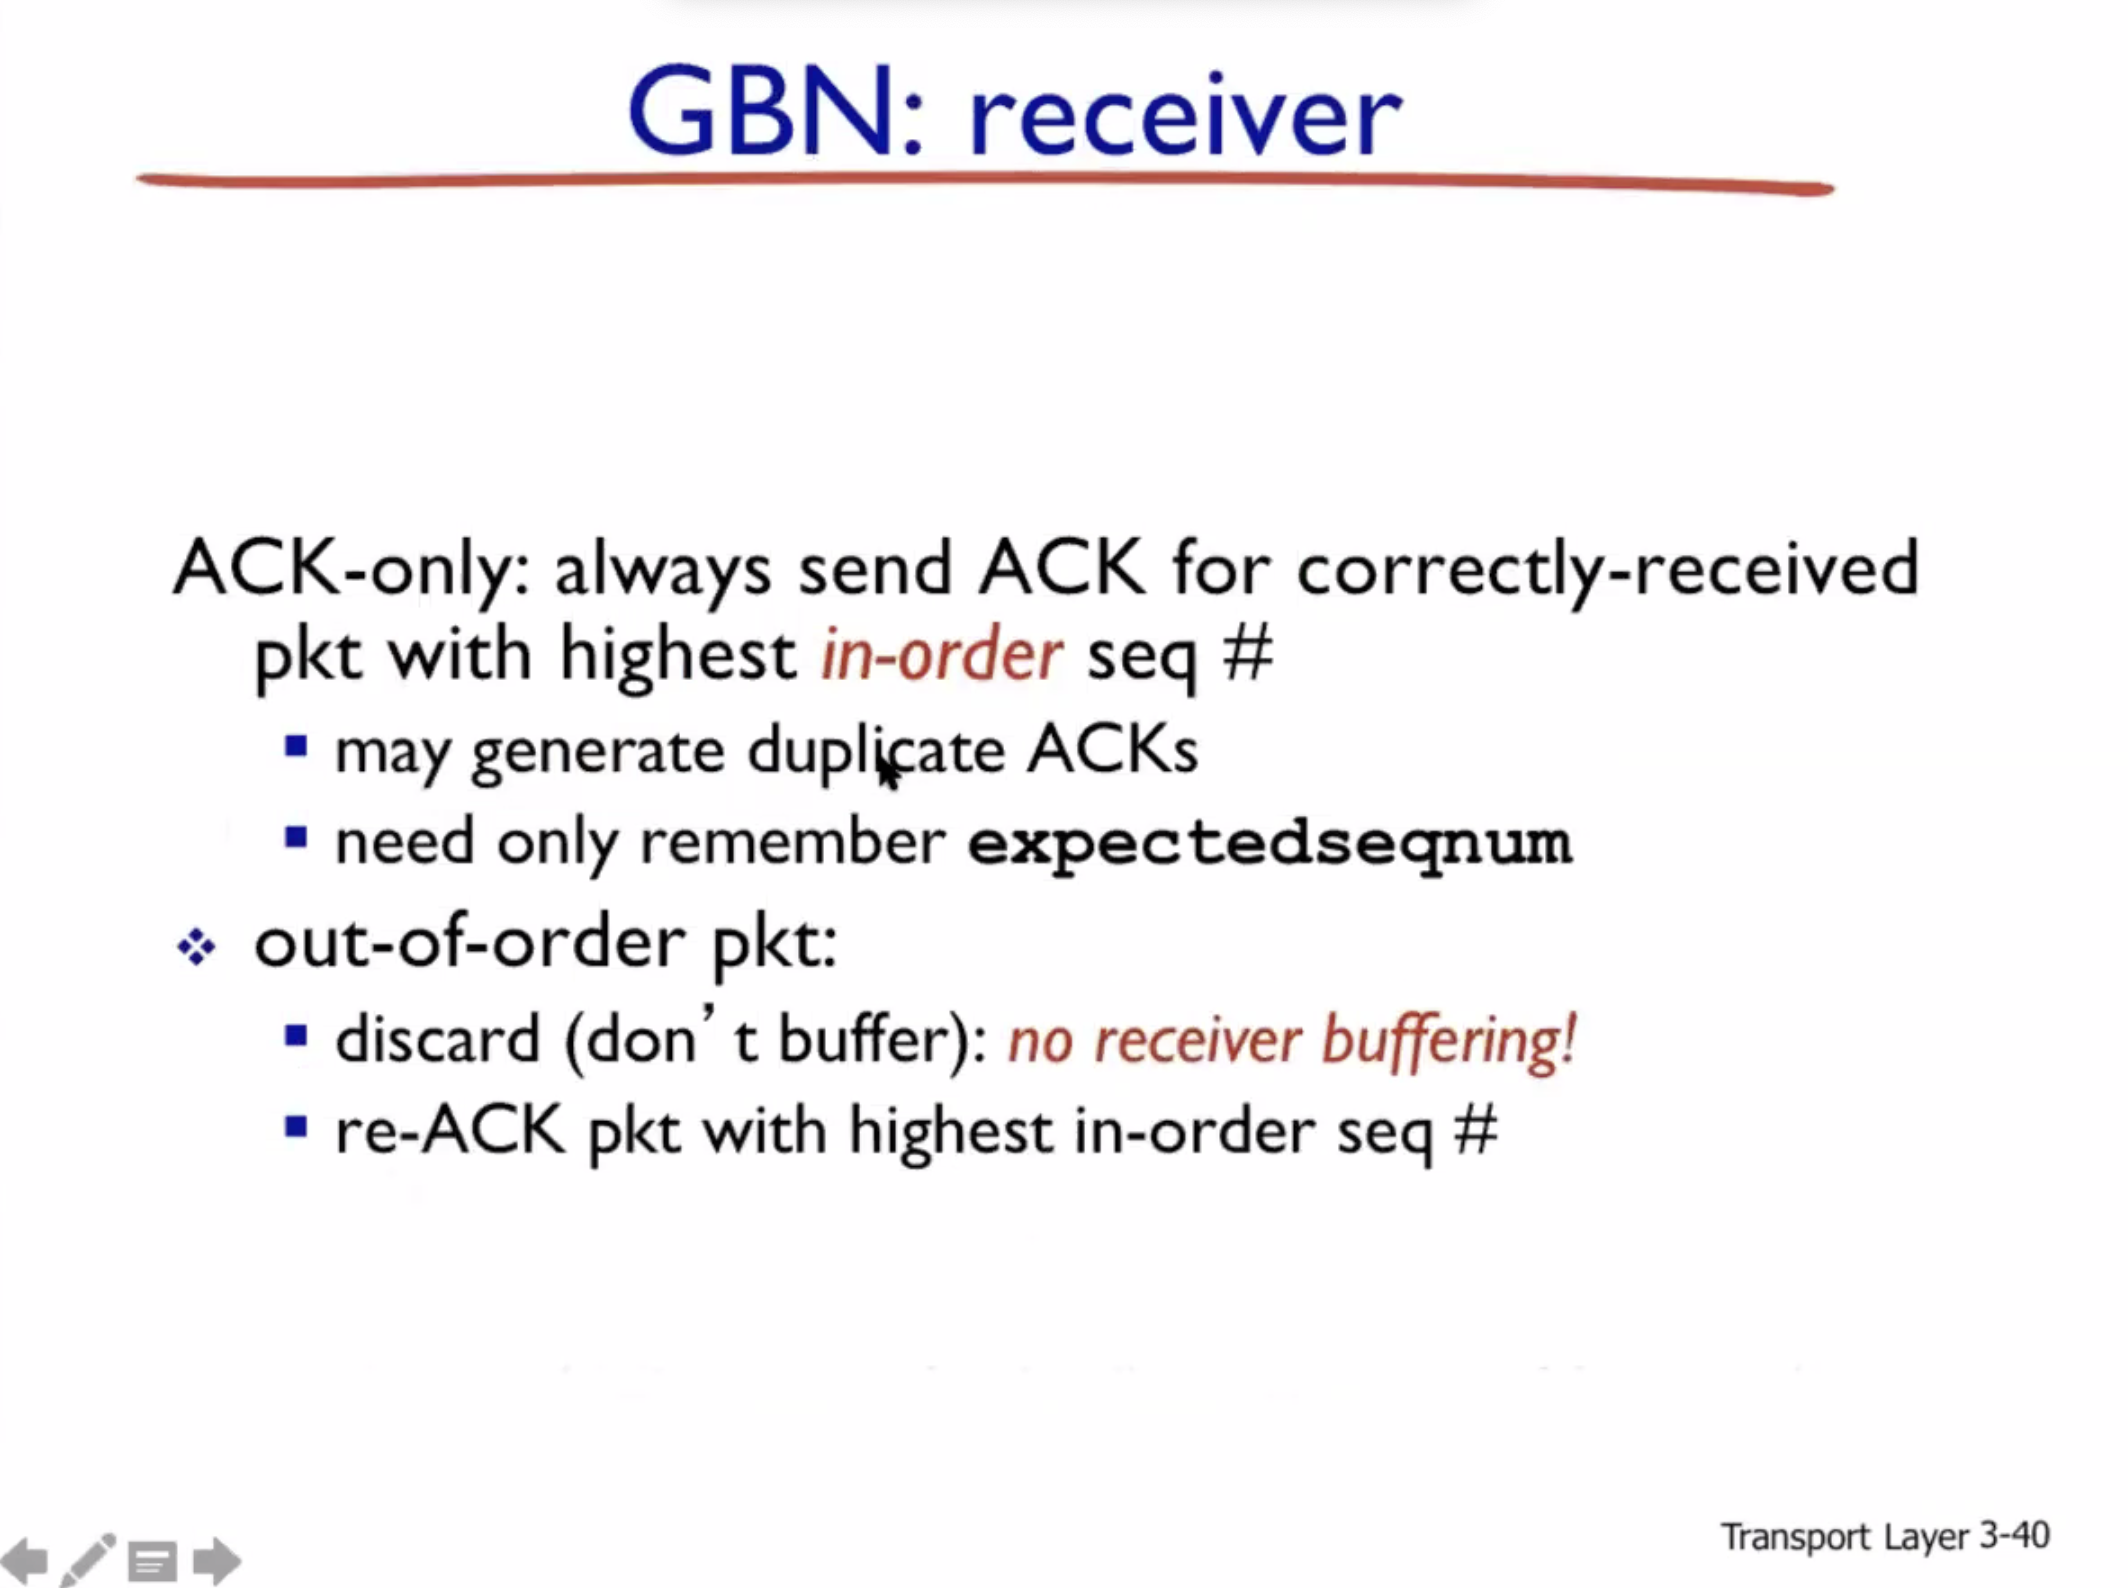 GBN: receiver
ACK-only: always send ACK for correctly-received
pkt with highest in-order seq #
may generate duplicate ACKs
need only remember expectedseqnum
out-of-order pkt:
discard (don’t buffer): no receiver buffering!
re-ACK pkt with highest in-order seq #
Transport Layer 3-40